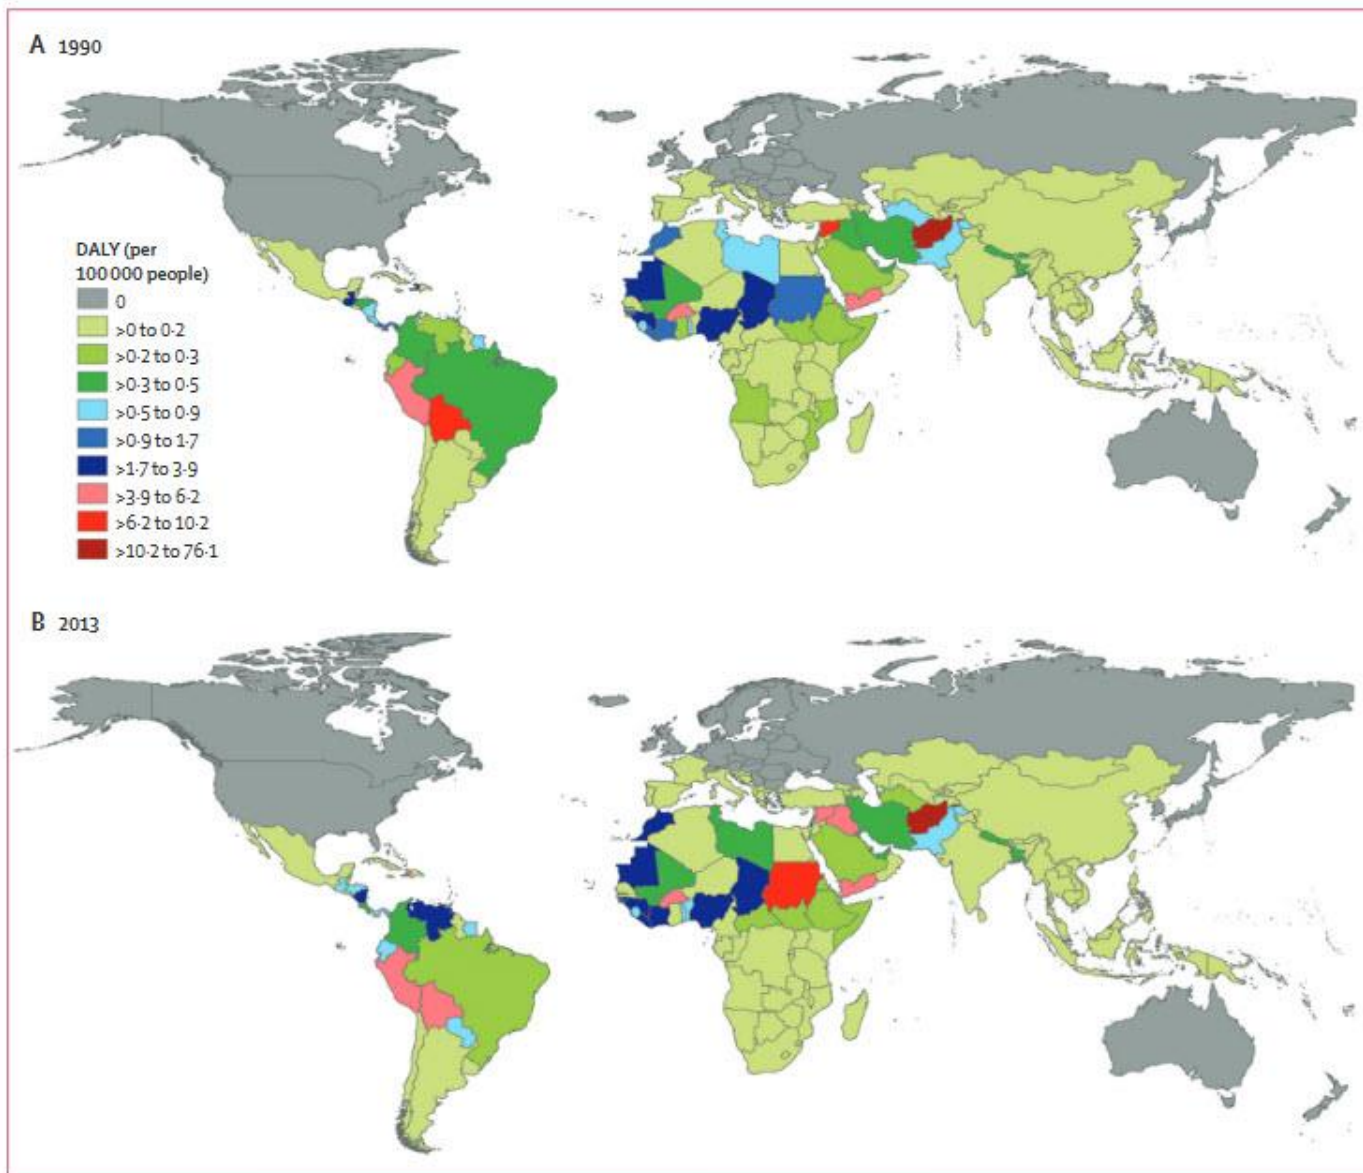 A 1990
DALY (per
100 000 people)
0
>0 to 0·2
>0·2 to 0·3
>0·3 to 0·5
>0·5 to 0·9
>0·9 to 1·7
>1·7 to 3·9
>3·9 to 6·2
>6·2 to 10·2
>10·2 to 76·1
B 2013